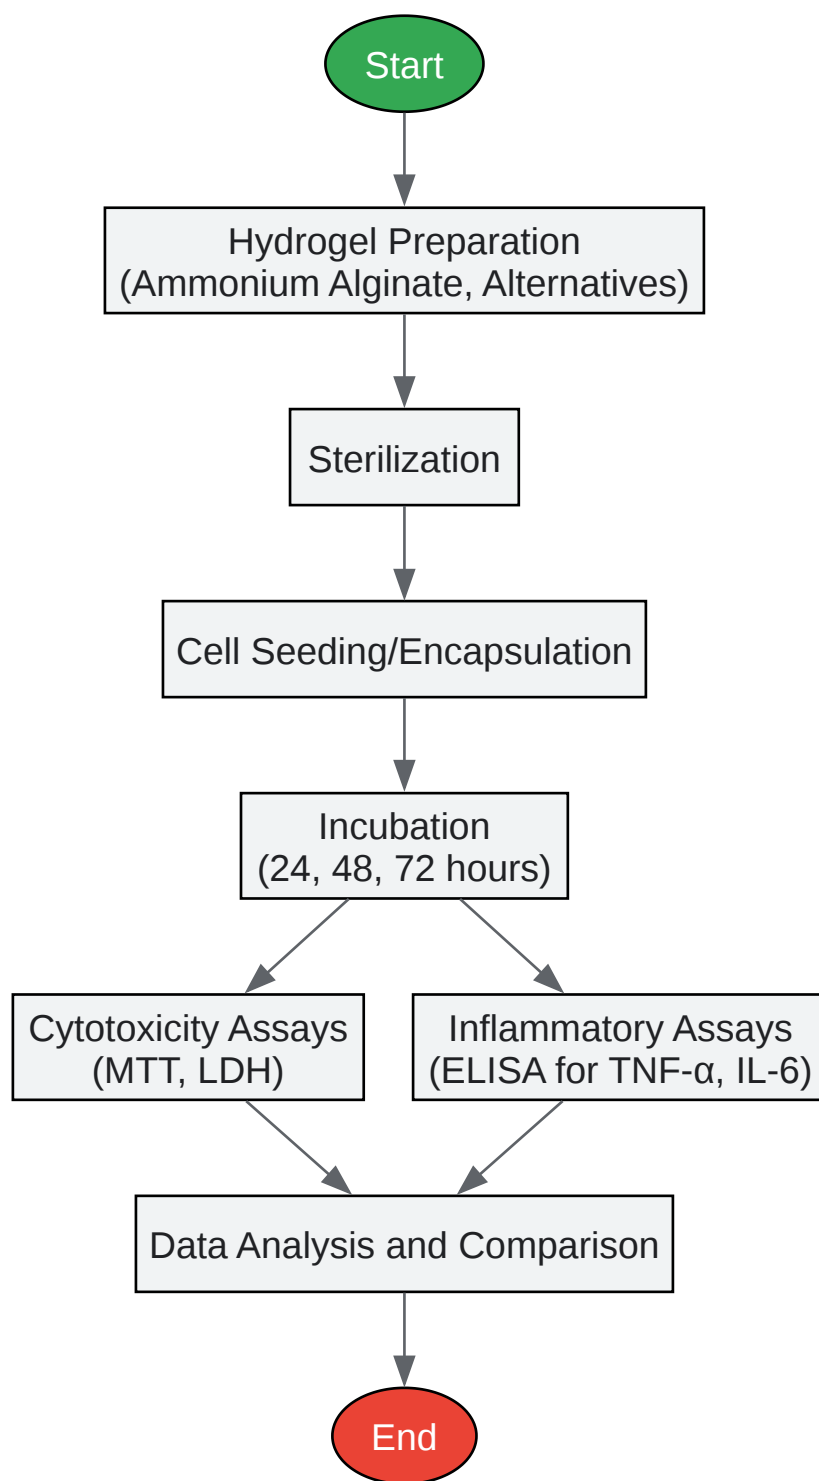 Start
Hydrogel Preparation
(Ammonium Alginate, Alternatives)
Sterilization
Cell Seeding/Encapsulation
Incubation
(24, 48, 72 hours)
Cytotoxicity Assays
(MTT, LDH)
Inflammatory Assays
(ELISA for TNF-α, IL-6)
Data Analysis and Comparison
End